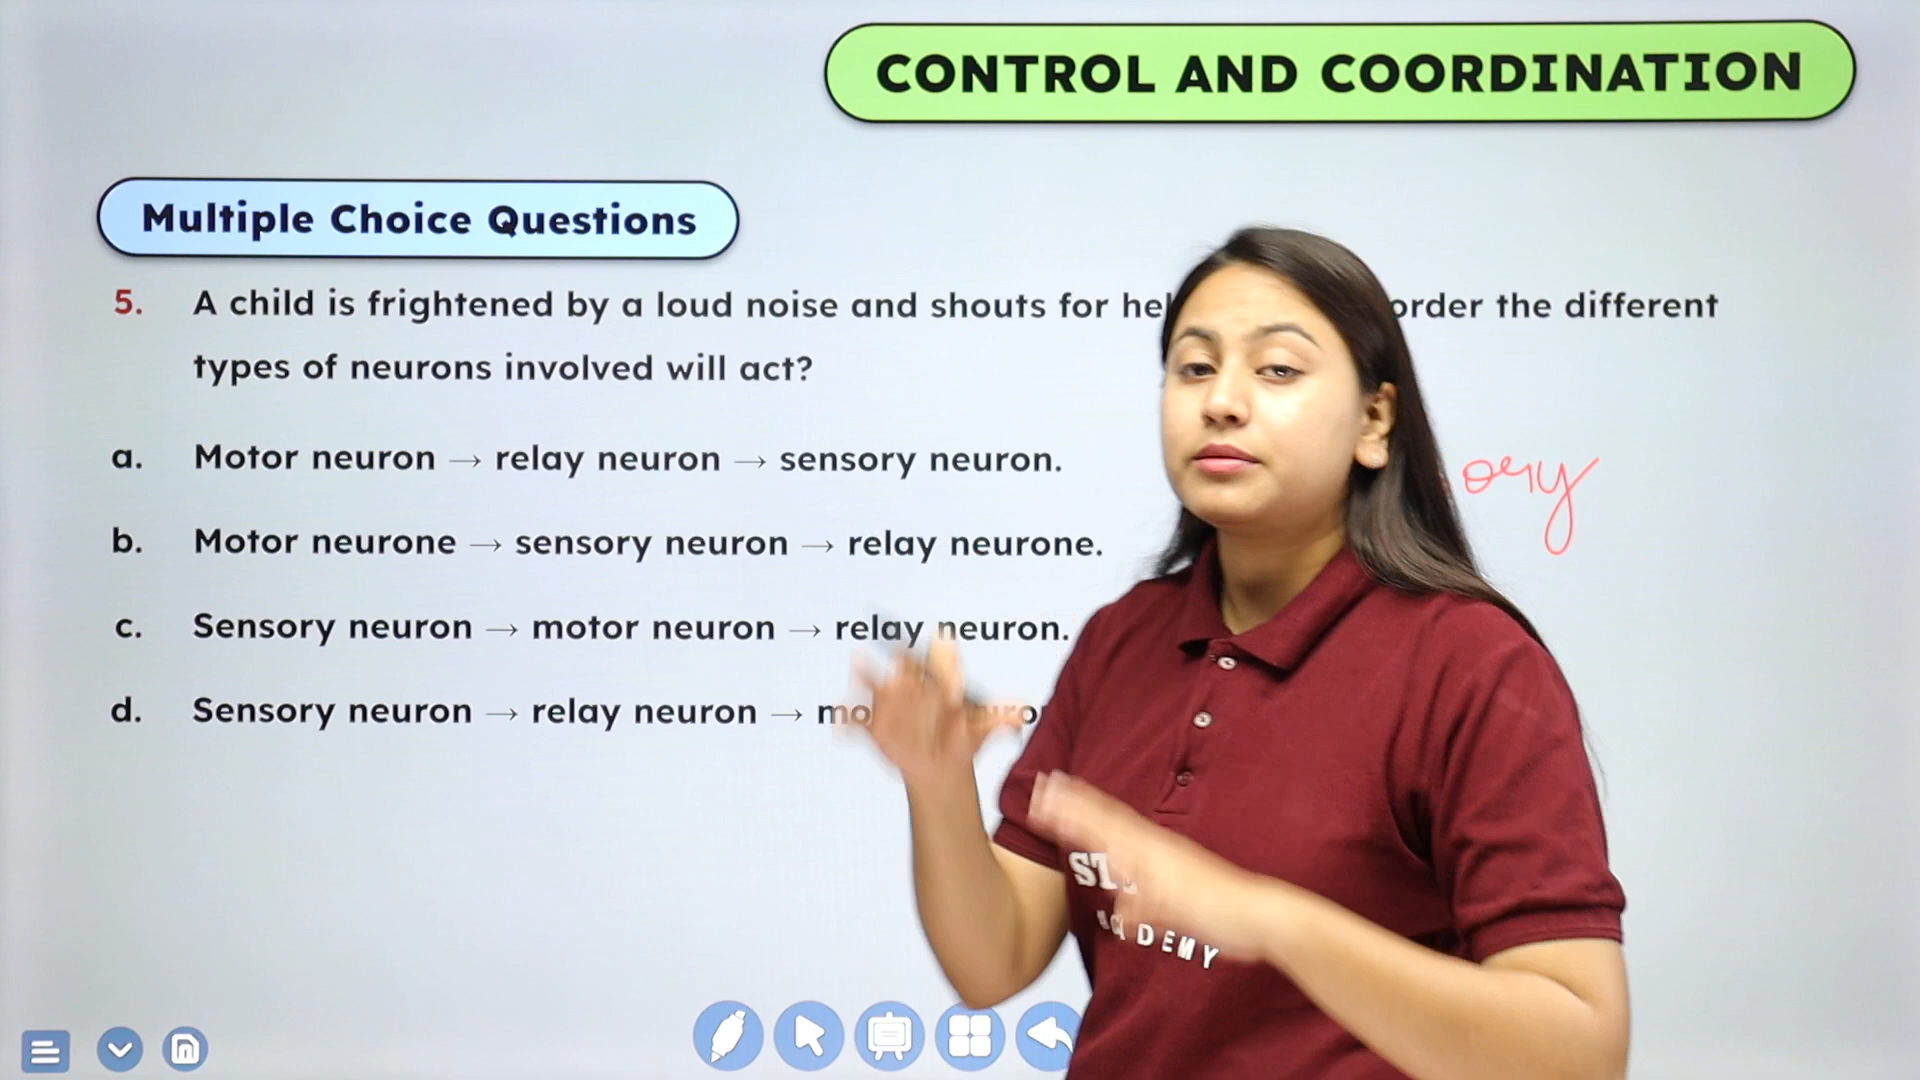 CONTROL AND COORDINATION
Multiple Choice Questions
5. A child is frightened by a loud noise and shouts for order the different
types of neurons involved will act?
a. Motor neuron → relay neuron → sensory neuron.
b. Motor neurone → sensory neuron → relay neurone.
c. Sensory neuron → motor neuron → relay neuron.
d. Sensory neuron → relay neuron →